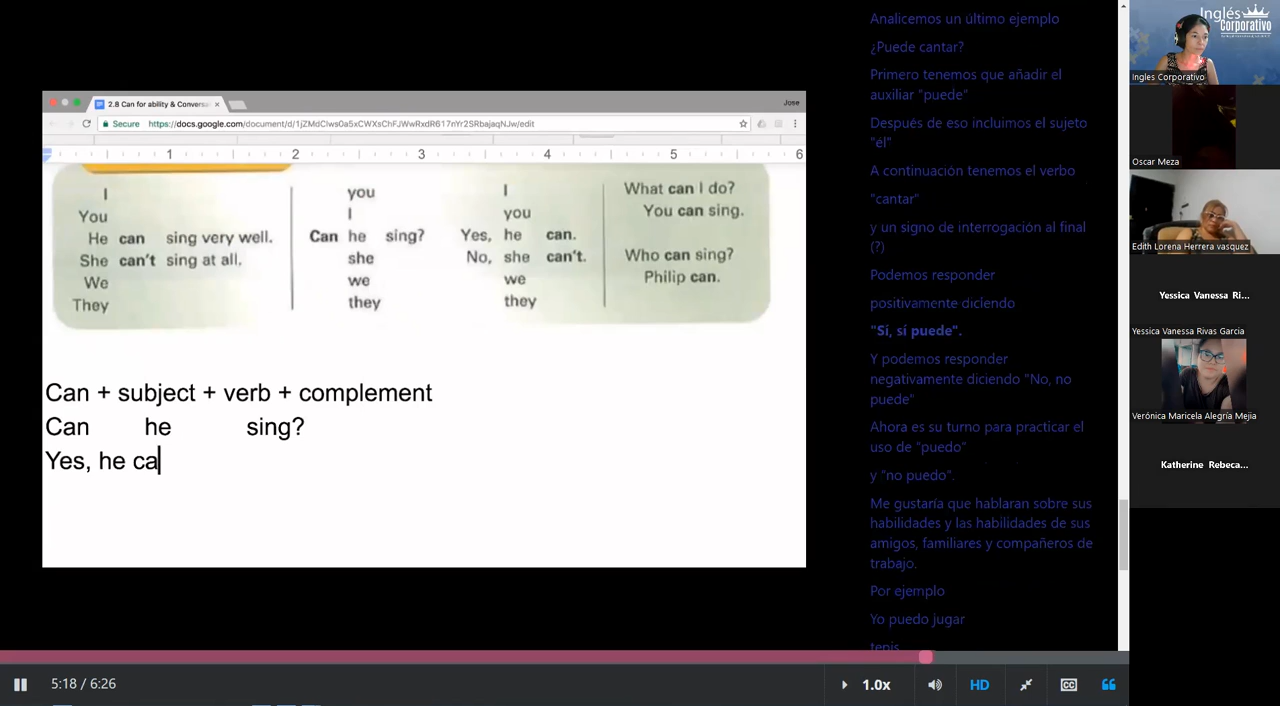 2.8 Can for ability & Conversa
Jose
Secure
https://docs.google.com/document/d/1jZMdClws0a5xCWXsChFJWwRxdR617nYr2SRbajaqNJw/edit
1 2 3 4 5 6
I
You
He can sing very well.
She can't sing at all.
We
They
you
I
Can he sing?
she
we
they
I
you
Yes, he can.
No, she can't.
we
they
What can I do?
You can sing.
Who can sing?
Philip can.
Can + subject + verb + complement
Can he sing?
Yes, he ca
Analicemos un último ejemplo
¿Puede cantar?
Primero tenemos que añadir el
auxiliar "puede"
Después de eso incluimos el sujeto
"él"
A continuación tenemos el verbo
"cantar"
y un signo de interrogación al final
(?)
Podemos responder
positivamente diciendo
"Sí, sí puede".
Y podemos responder
negativamente diciendo "No, no
puede"
Ahora es su turno para practicar el
uso de "puedo"
y "no puedo".
Me gustaría que hablaran sobre sus
habilidades y las habilidades de sus
amigos, familiares y compañeros de
trabajo.
Por ejemplo
Yo puedo jugar
tenis
5:18 / 6:26
1.0x
HD
CC
Inglés
Corporativo
Ingles Corporativo
Oscar Meza
Edith Lorena Herrera vasquez
Yessica Vanessa Ri...
Yessica Vanessa Rivas Garcia
Verónica Maricela Alegria Mejia
Katherine Rebeca...